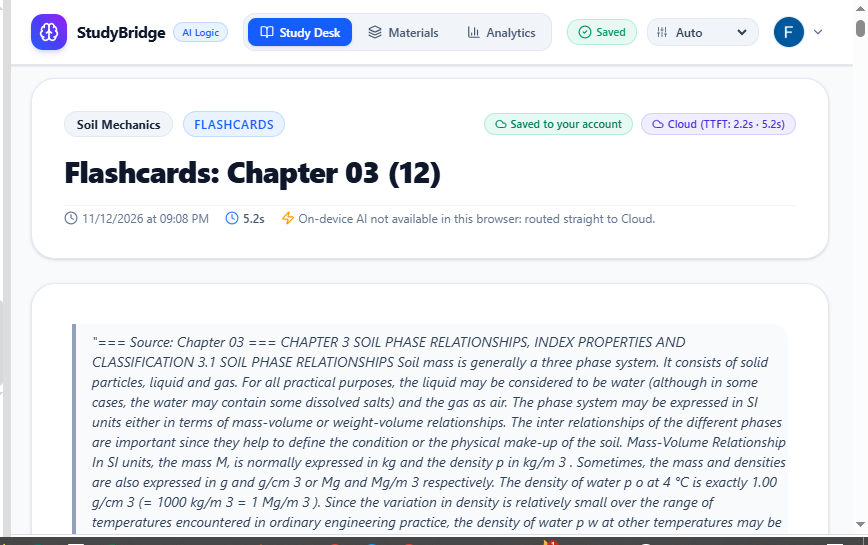 StudyBridge AI Logic Study Desk Materials Analytics Saved Auto F
Soil Mechanics FLASHCARDS Saved to your account Cloud (TTFT: 2.2s · 5.2s)
Flashcards: Chapter 03 (12)
11/12/2026 at 09:08 PM 5.2s On-device AI not available in this browser: routed straight to Cloud.
"=== Source: Chapter 03 === CHAPTER 3 SOIL PHASE RELATIONSHIPS, INDEX PROPERTIES AND
CLASSIFICATION 3.1 SOIL PHASE RELATIONSHIPS Soil mass is generally a three phase system. It consists of solid
particles, liquid and gas. For all practical purposes, the liquid may be considered to be water (although in some
cases, the water may contain some dissolved salts) and the gas as air. The phase system may be expressed in SI
units either in terms of mass-volume or weight-volume relationships. The inter relationships of the different phases
are important since they help to define the condition or the physical make-up of the soil. Mass-Volume Relationship
In SI units, the mass M, is normally expressed in kg and the density p in kg/m 3 . Sometimes, the mass and densities
are also expressed in g and g/cm 3 or Mg and Mg/m 3 respectively. The density of water p o at 4 °C is exactly 1.00
g/cm 3 (= 1000 kg/m 3 = 1 Mg/m 3 ). Since the variation in density is relatively small over the range of
temperatures encountered in ordinary engineering practice, the density of water p w at other temperatures may be